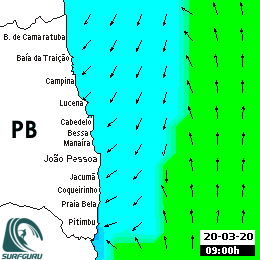 B. de Camaratuba
Baía da Traição
Campina
Lucena
Cabedelo
PB
Bessa
Manaíra
João Pessoa
Jacumã
Coqueirinho
Praia Bela
Pitimbu
20-03-20
09:00h
SURFGURU